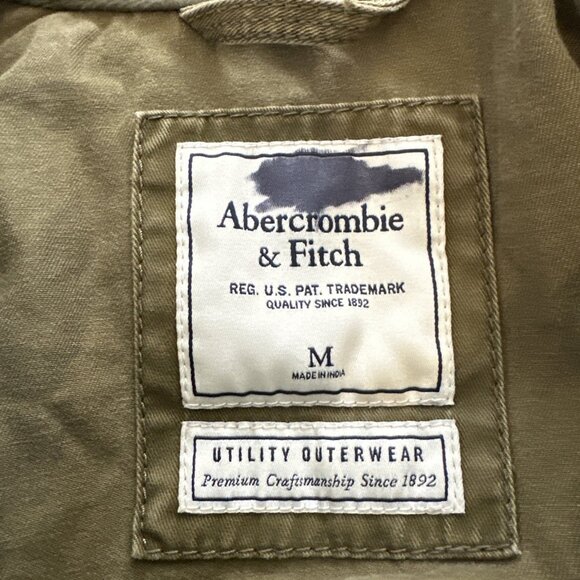 Abercrombie
& Fitch
REG. U.S. PAT. TRADEMARK
QUALITY SINCE 1892
M
MADE IN INDIA
UTILITY OUTERWEAR
Premium Craftsmanship Since 1892